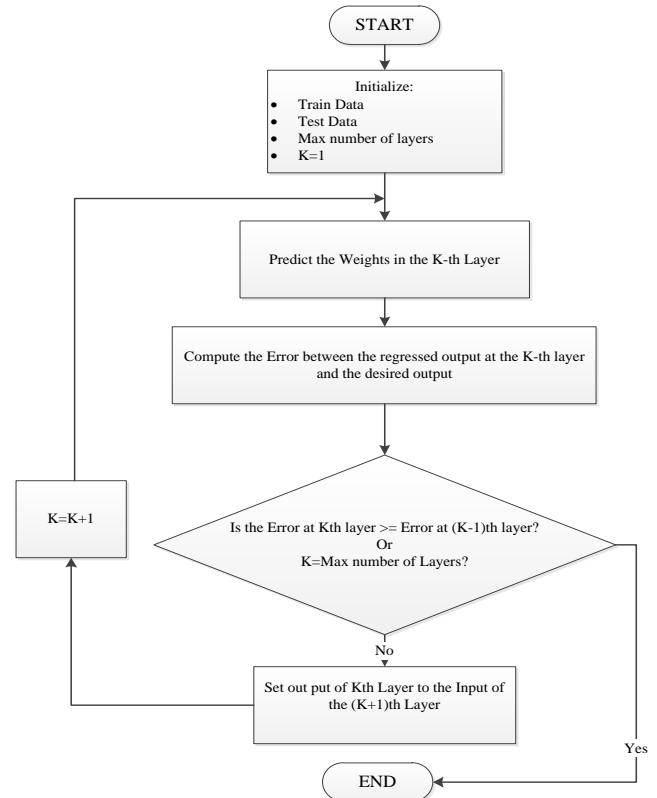 START
Initialize:
• Train Data
• Test Data
• Max number of layers
• K=1
Predict the Weights in the K-th Layer
Compute the Error between the regressed output at the K-th layer
and the desired output
K=K+1
Is the Error at Kth layer >= Error at (K-1)th layer?
Or
K=Max number of Layers?
No
Set out put of Kth Layer to the Input of
the (K+1)th Layer
Yes
END